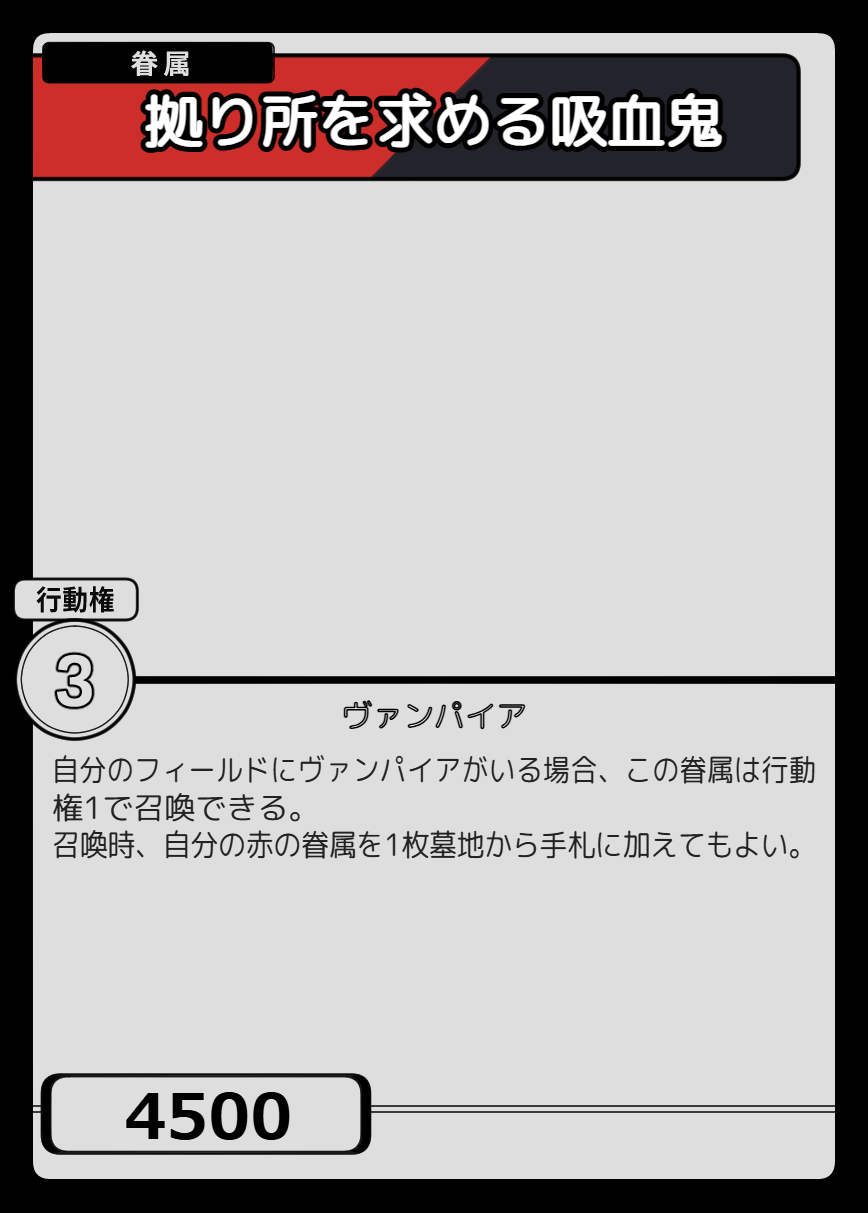 眷属
拠り所を求める吸血鬼
行動権
3
ヴァンパイア
自分のフィールドにヴァンパイアがいる場合、この眷属は行動
権1で召喚できる。
召喚時、自分の赤の眷属を1枚墓地から手札に加えてもよい。
4500